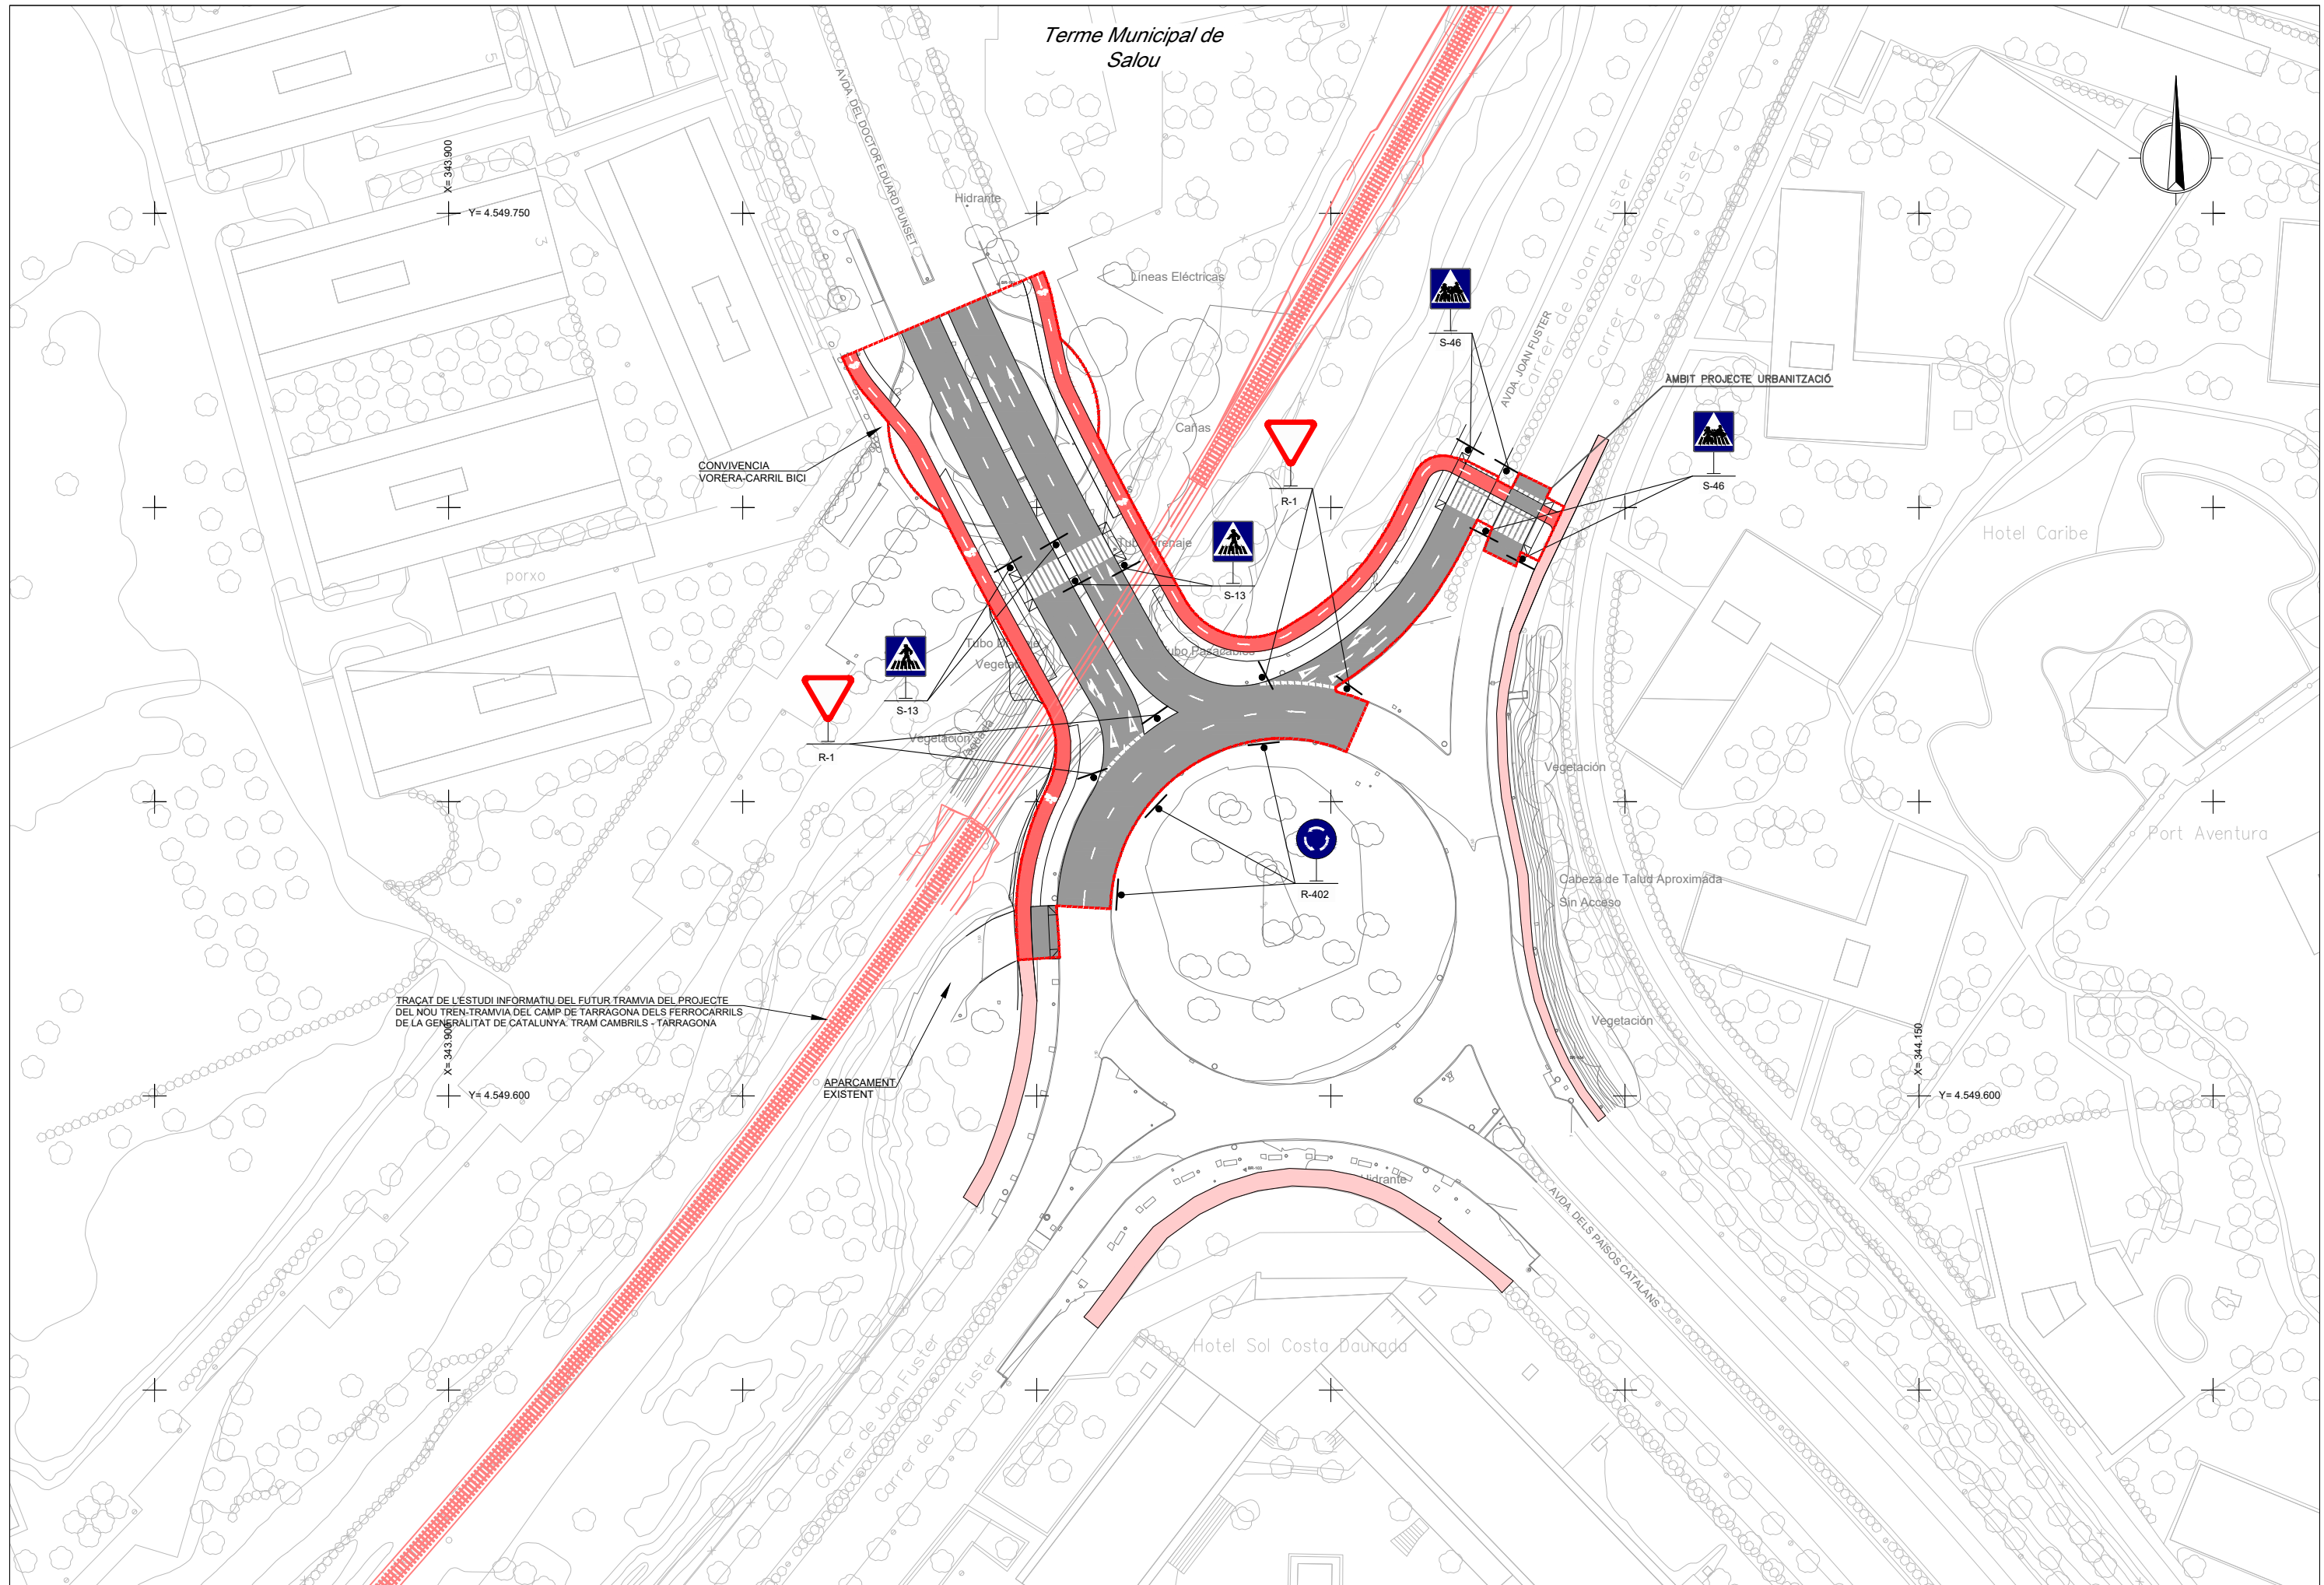 Terme Municipal de
Salou
5
AVDA. DEL DOCTOR EDUARD PUNSET
X= 343.900
Y= 4.549.750
Hidrante
3
Líneas Eléctricas
Carrer de Joan Fuster
Carrer de Joan Fuster
AVDA. JOAN FUSTER
S-46
ÀMBIT PROJECTE URBANITZACIÓ
1
Cañas
CONVIVENCIA
VORERA-CARRIL BICI
R-1
S-46
Hotel Caribe
porxo
S-13
S-13
Vegetación
R-1
Vegetación
Port Aventura
R-402
Cabeza de Talud Aproximada
Sin Acceso
TRAÇAT DE L'ESTUDI INFORMATIU DEL FUTUR TRAMVIA DEL PROJECTE
DEL NOU TREN-TRAMVIA DEL CAMP DE TARRAGONA DELS FERROCARRILS
DE LA GENERALITAT DE CATALUNYA. TRAM CAMBRILS - TARRAGONA
Vegetación
X= 343.900
X= 344.150
APARCAMENT
EXISTENT
Y= 4.549.600
Y= 4.549.600
Hidrante
AVDA. DELS PAÏSOS CATALANS
Hotel Sol Costa Daurada
Carrer de Joan Fuster
Carrer de Joan Fuster